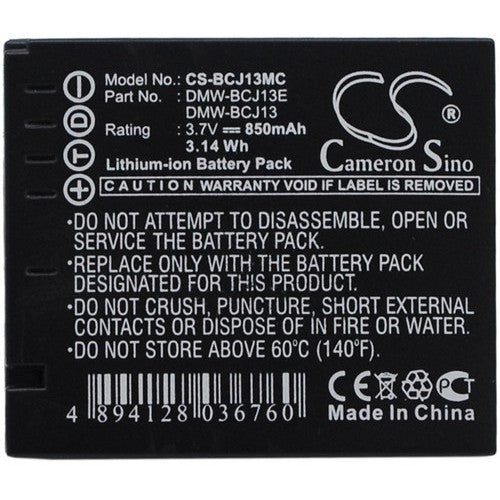 Model No.: CS-BCJ13MC
Part No.: DMW-BCJ13E
DMW-BCJ13
Rating : 3.7V 850mAh
3.14 Wh
Lithium-ion Battery Pack
CS
®
Cameron Sino
WARRANTY VOID IF LABEL IS REMOVED
•DO NOT ATTEMPT TO DISASSEMBLE, OPEN OR SERVICE THE BATTERY PACK.
•REPLACE ONLY WITH THE BATTERY PACK DESIGNATED FOR THIS PRODUCT.
•DO NOT CRUSH, PUNCTURE, SHORT EXTERNAL CONTACTS OR DISPOSE OF IN FIRE OR WATER.
•DO NOT STORE ABOVE 60℃ (140℉).
CE
4 894128 036760
Made In China